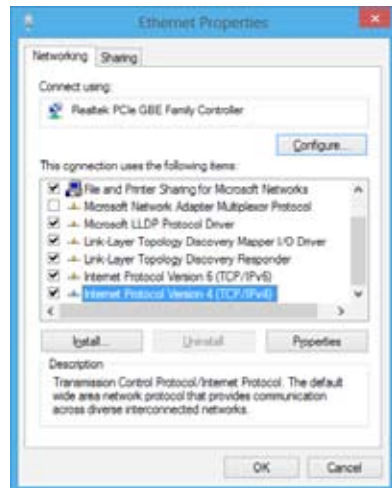 Ethernet Properties
Networking Sharing
Connect using:
Realtek PCIe GBE Family Controller
Configure...
This connection uses the following items:
File and Printer Sharing for Microsoft Networks
Microsoft Network Adapter Multiplexor Protocol
Microsoft LLDP Protocol Driver
Link-Layer Topology Discovery Mapper I/O Driver
Link-Layer Topology Discovery Responder
Internet Protocol Version 6 (TCP/IPv6)
Internet Protocol Version 4 (TCP/IPv4)
Install... Uninstall Properties
Description
Transmission Control Protocol/Internet Protocol. The default
wide area network protocol that provides communication
across diverse interconnected networks.
OK Cancel